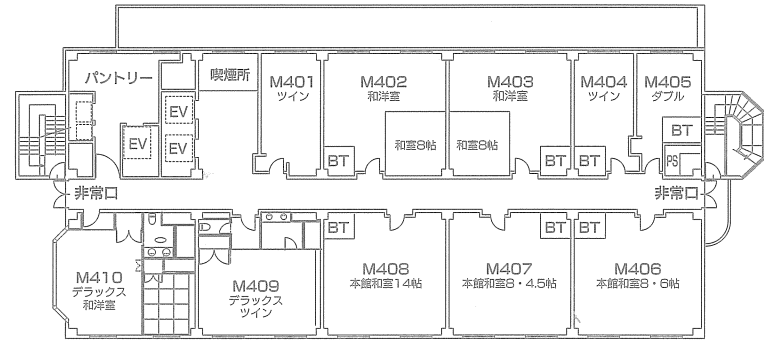 パントリー
喫煙所
M401
ツイン
M402
和洋室
M403
和洋室
M404
ツイン
M405
ダブル
EV
EV
EV
BT
和室8帖
和室8帖
BT
BT
BT
PS
非常口
非常口
BT
BT
BT
M410
デラックス
和洋室
M409
デラックス
ツイン
M408
本館和室14帖
M407
本館和室8・4.5帖
M406
本館和室8・6帖